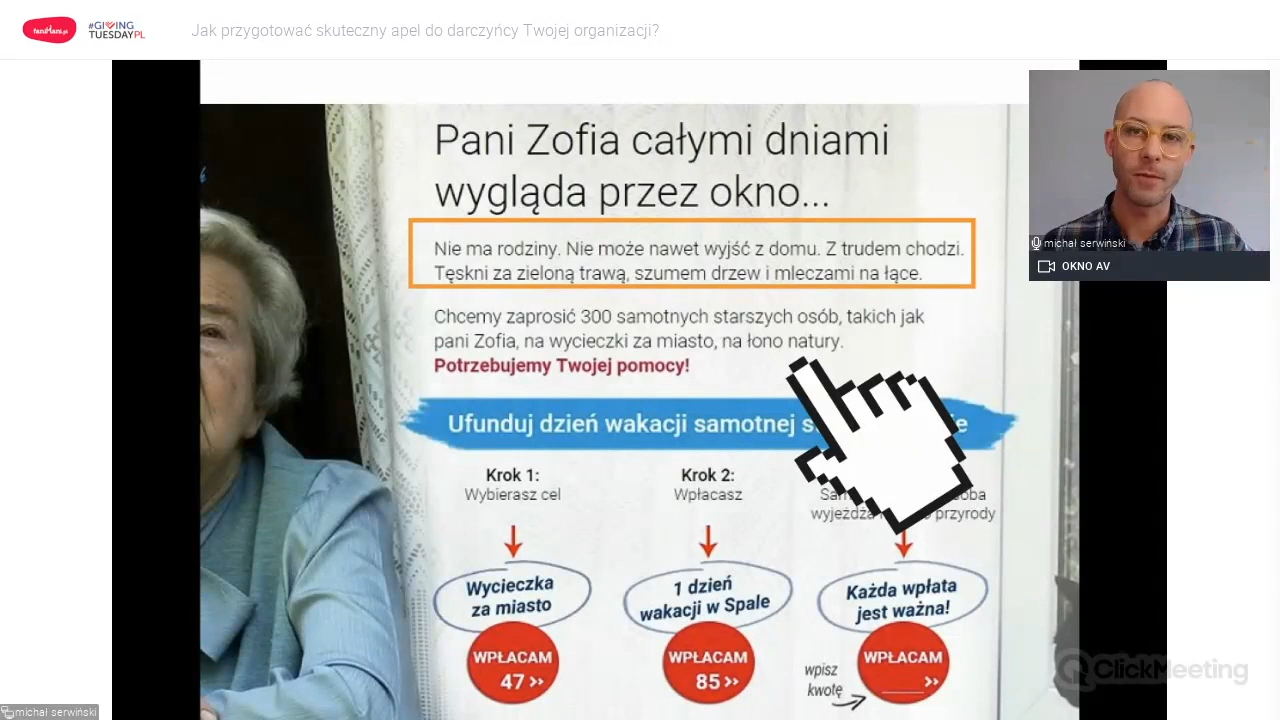 faniMani.pl
#GIVING
TUESDAYPL
Jak przygotować skuteczny apel do darczyńcy Twojej organizacji?
Pani Zofia całymi dniami
wygląda przez okno...
Nie ma rodziny. Nie może nawet wyjść z domu. Z trudem chodzi.
Tęskni za zieloną trawą, szumem drzew i mleczami na łące.
Chcemy zaprosić 300 samotnych starszych osób, takich jak
pani Zofia, na wycieczki za miasto, na łono natury.
Potrzebujemy Twojej pomocy!
Ufunduj dzień wakacji samotnej
Krok 1:
Wybierasz cel
Krok 2:
Wpłacasz
wyjeżdża przyrody
Wycieczka
za miasto
1 dzień
wakacji w Spale
Każda wpłata
jest ważna!
WPŁACAM
47 >>
WPŁACAM
85 >>
wpisz
kwotę
WPŁACAM
____ >>
michał serwiński
OKNO AV
ClickMeeting
michał serwiński